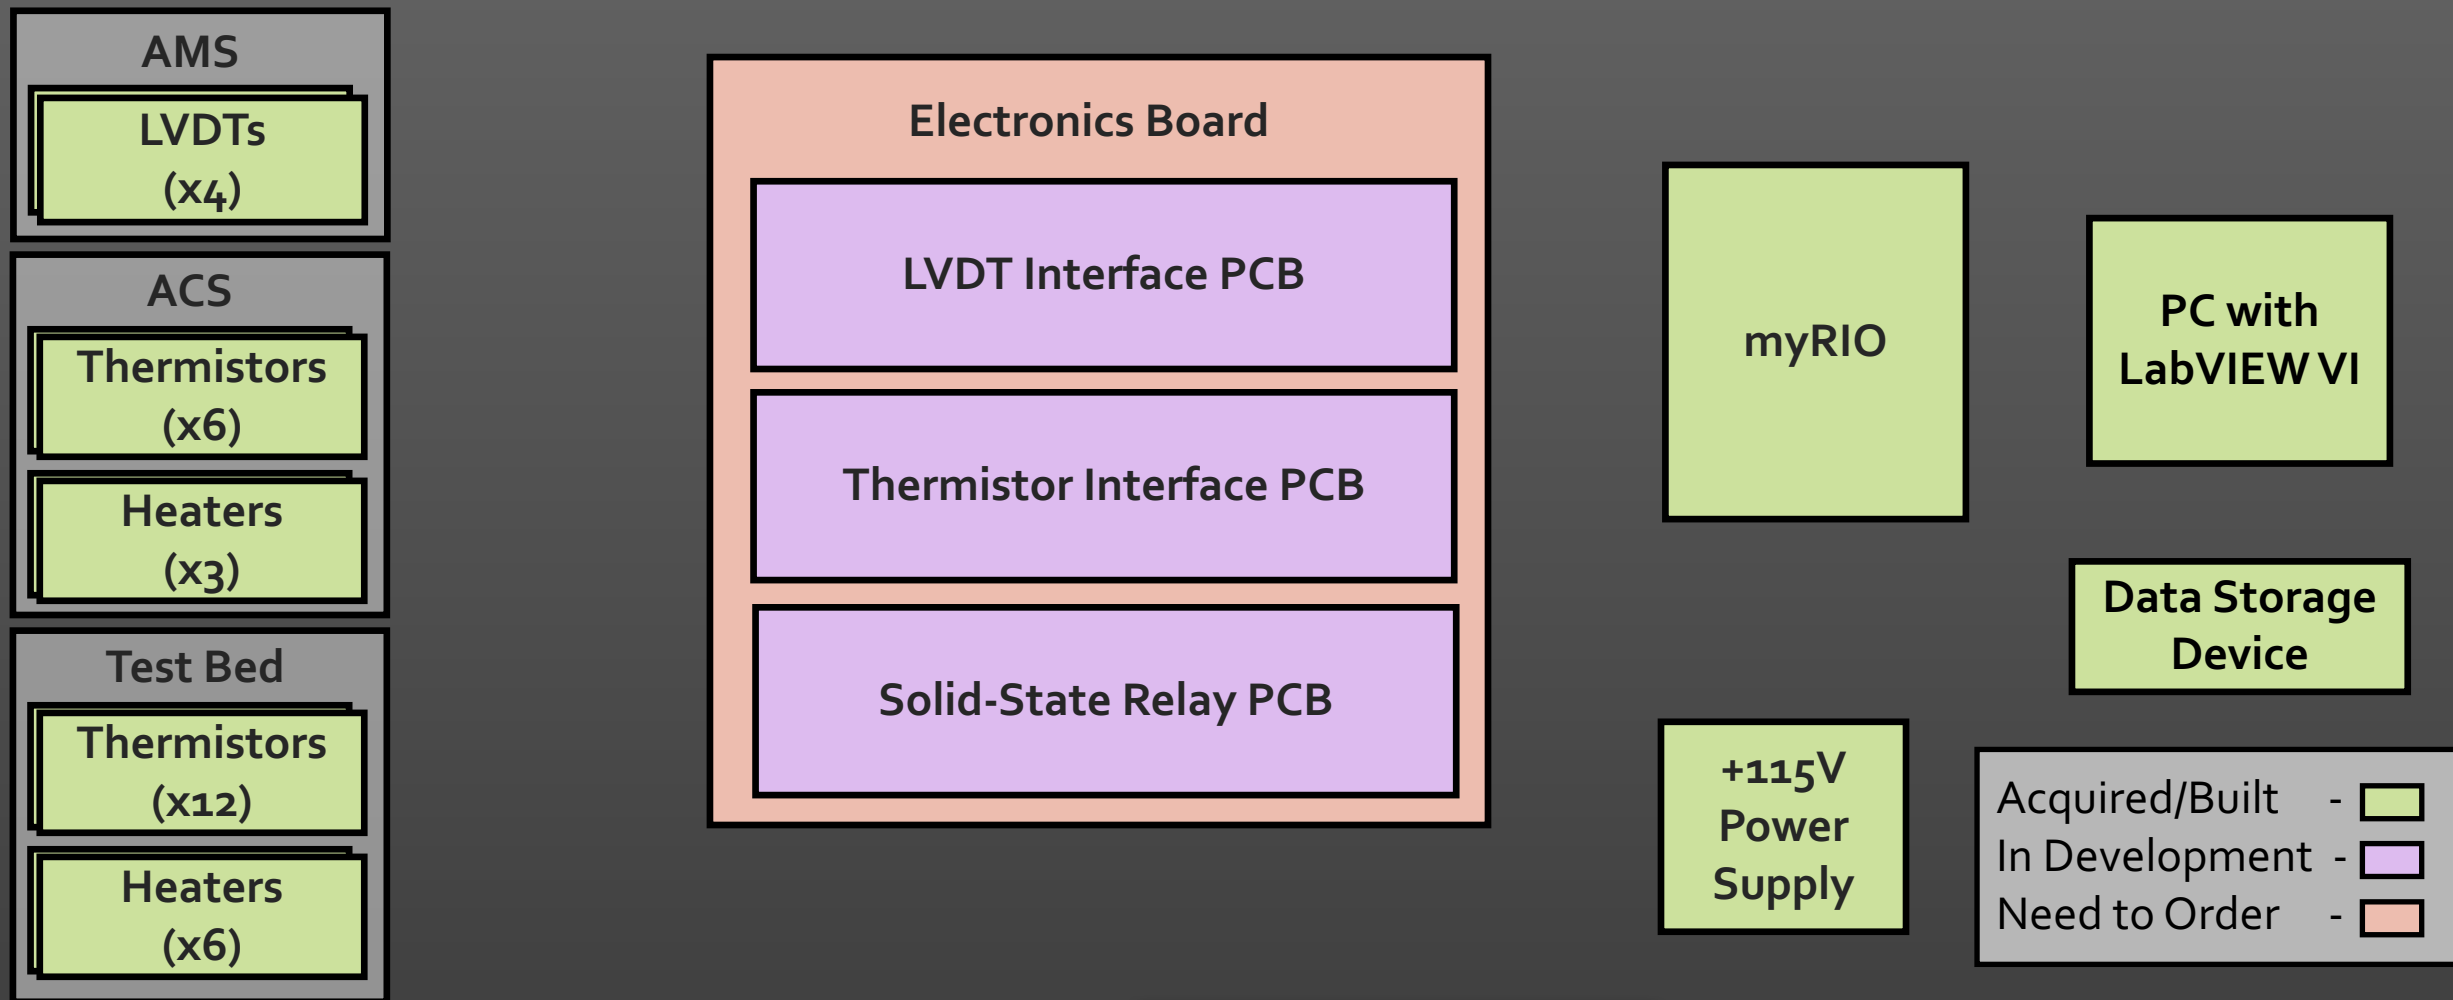 AMS
LVDTs
(x4)
ACS
Thermistors
(x6)
Heaters
(x3)
Test Bed
Thermistors
(x12)
Heaters
(x6)
Electronics Board
LVDT Interface PCB
Thermistor Interface PCB
Solid-State Relay PCB
myRIO
+115V
Power
Supply
PC with
LabVIEW VI
Data Storage
Device
Acquired/Built -
In Development -
Need to Order -